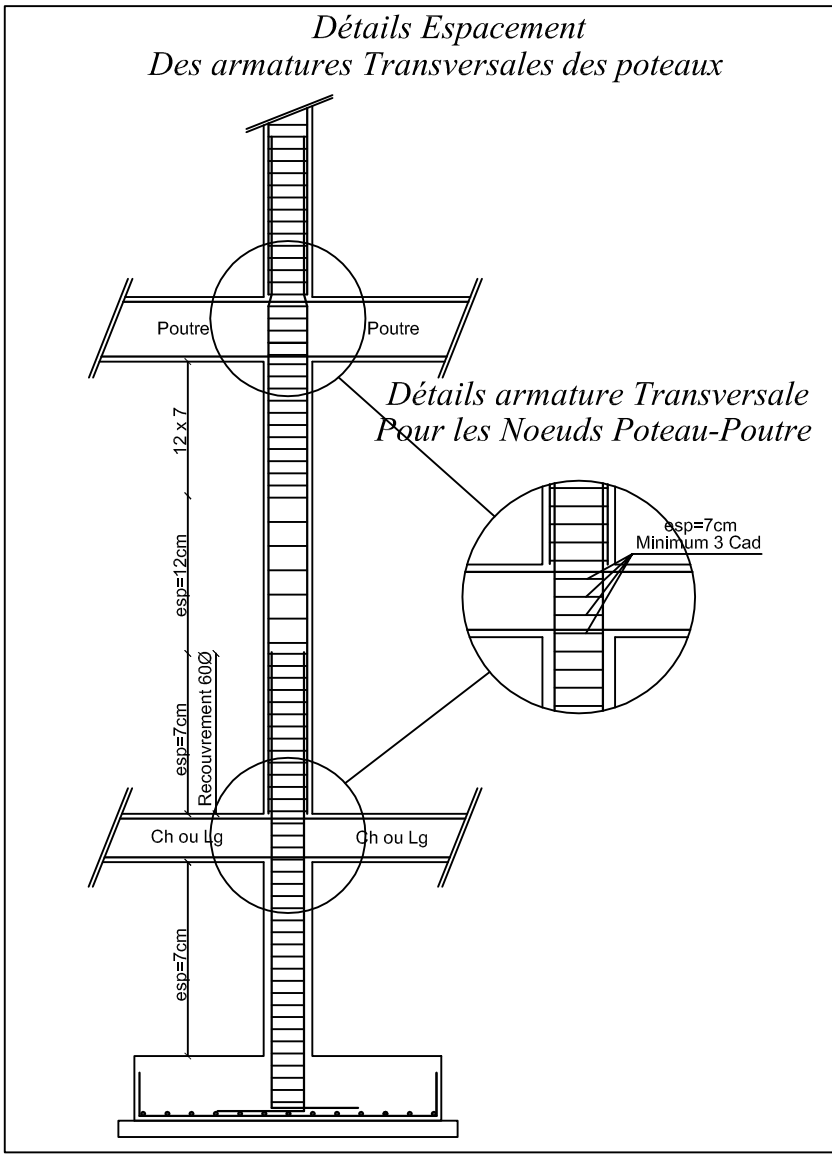 Détails Espacement
Des armatures Transversales des poteaux
Poutre
Poutre
12 x 7
Détails armature Transversale
Pour les Noeuds Poteau-Poutre
esp=7cm
Minimum 3 Cad
esp=12cm
esp=7cm
Recouvrement 60Ø
Ch ou Lg
Ch ou Lg
esp=7cm